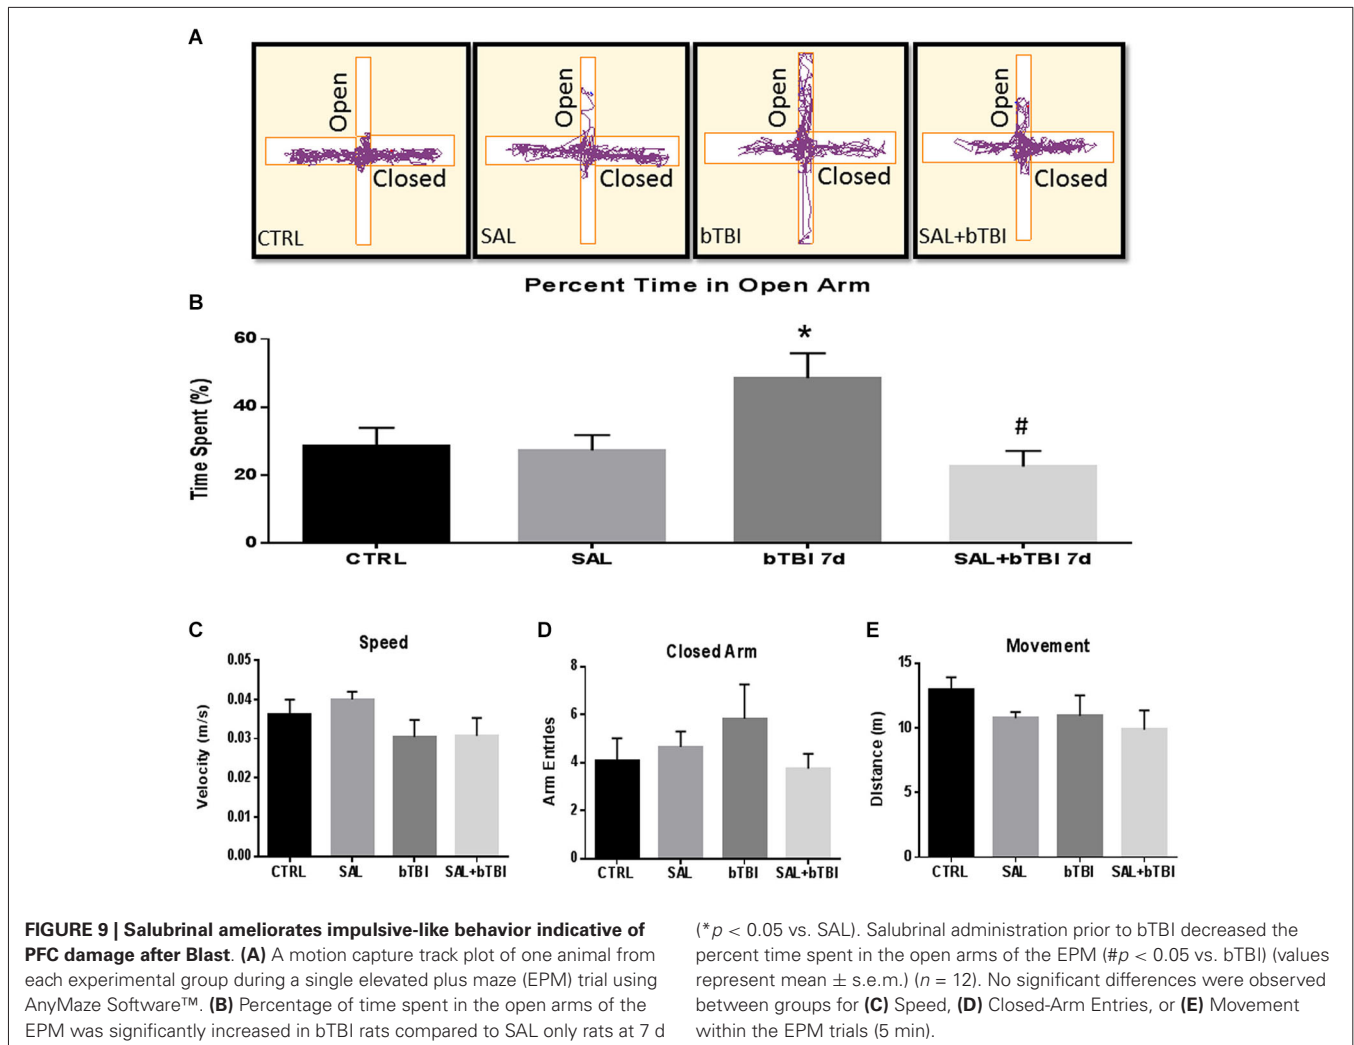 A
Open
Closed
CTRL
Open
Closed
SAL
Open
Closed
bTBI
Open
Closed
SAL+bTBI
B
Percent Time in Open Arm
Time Spent (%)
60
40
20
0
*
#
CTRL
SAL
bTBI 7d
SAL+bTBI 7d
C
Speed
Velocity (m/s)
0.05
0.04
0.03
0.02
0.01
0.00
CTRL
SAL
bTBI
SAL+bTBI
D
Closed Arm
Arm Entries
8
6
4
2
0
CTRL
SAL
bTBI
SAL+bTBI
E
Movement
Distance (m)
15
10
5
0
CTRL
SAL
bTBI
SAL+bTBI
FIGURE 9 | Salubrinal ameliorates impulsive-like behavior indicative of
PFC damage after Blast. (A) A motion capture track plot of one animal from
each experimental group during a single elevated plus maze (EPM) trial using
AnyMaze Software™. (B) Percentage of time spent in the open arms of the
EPM was significantly increased in bTBI rats compared to SAL only rats at 7 d
(*p < 0.05 vs. SAL). Salubrinal administration prior to bTBI decreased the
percent time spent in the open arms of the EPM (#p < 0.05 vs. bTBI) (values
represent mean ± s.e.m.) (n = 12). No significant differences were observed
between groups for (C) Speed, (D) Closed-Arm Entries, or (E) Movement
within the EPM trials (5 min).